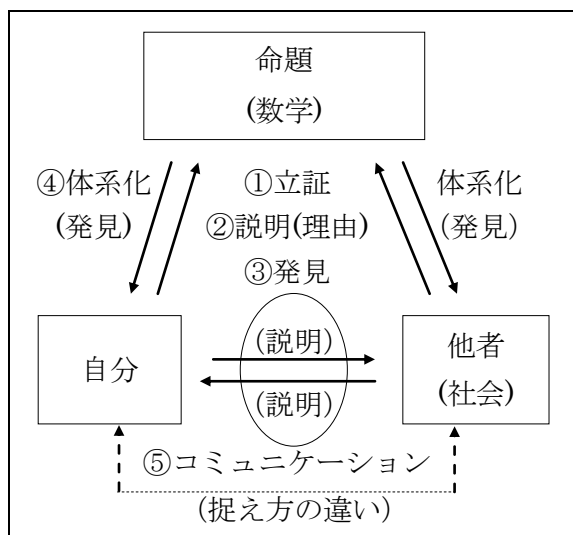 命題
(数学)
④体系化
(発見)
①立証
②説明(理由)
③発見
体系化
(発見)
自分
(説明)
(説明)
他者
(社会)
⑤コミュニケーション
(捉え方の違い)